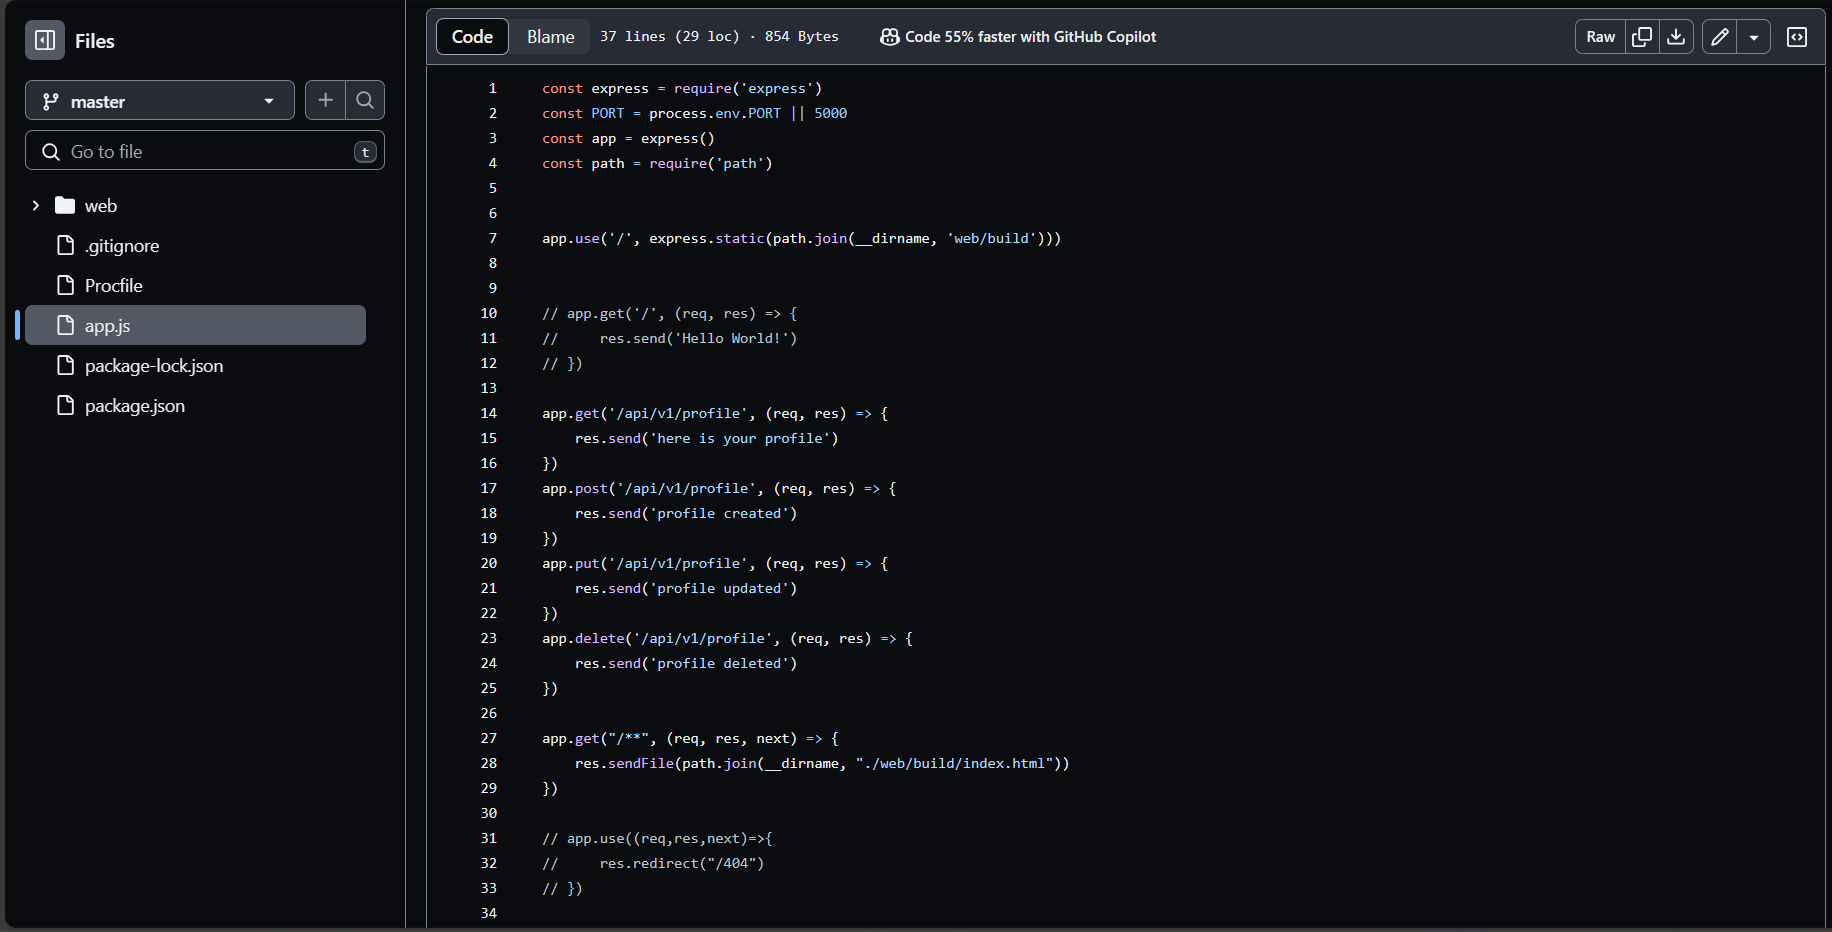 Files
master
Go to file
t
web
.gitignore
Procfile
app.js
package-lock.json
package.json
Code Blame 37 lines (29 loc) · 854 Bytes Code 55% faster with GitHub Copilot Raw
1 const express = require('express')
2 const PORT = process.env.PORT || 5000
3 const app = express()
4 const path = require('path')
5
6
7 app.use('/', express.static(path.join(__dirname, 'web/build')))
8
9
10 // app.get('/', (req, res) => {
11 //     res.send('Hello World!')
12 // })
13
14 app.get('/api/v1/profile', (req, res) => {
15     res.send('here is your profile')
16 })
17 app.post('/api/v1/profile', (req, res) => {
18     res.send('profile created')
19 })
20 app.put('/api/v1/profile', (req, res) => {
21     res.send('profile updated')
22 })
23 app.delete('/api/v1/profile', (req, res) => {
24     res.send('profile deleted')
25 })
26
27 app.get("/**", (req, res, next) => {
28     res.sendFile(path.join(__dirname, "./web/build/index.html"))
29 })
30
31 // app.use((req,res,next)=>{
32 //     res.redirect("/404")
33 // })
34